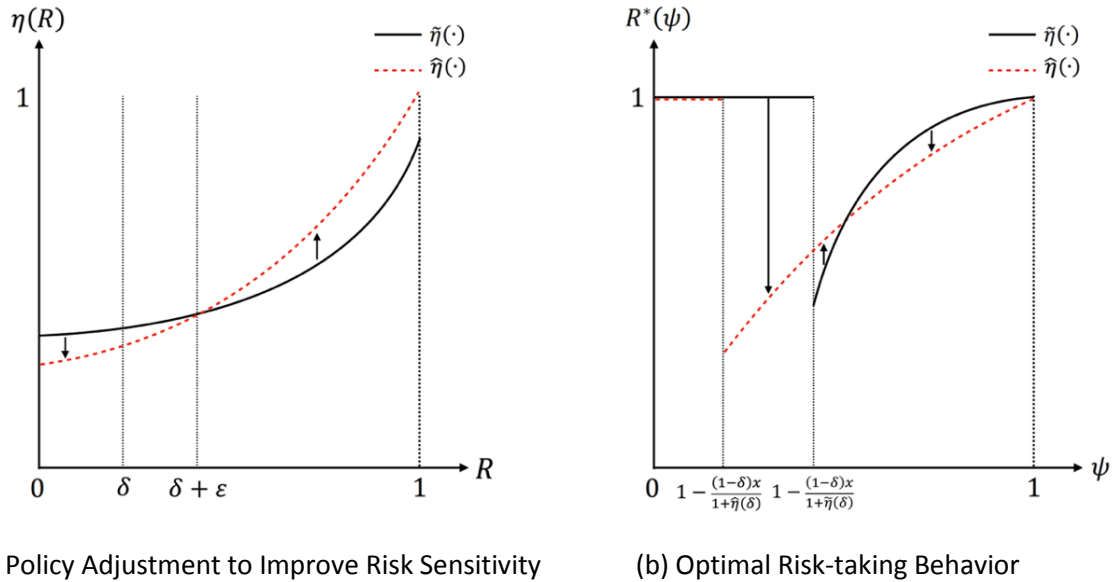 η(R)
η̃(·)
η̂(·)
1
0
δ
δ + ε
1
R
Policy Adjustment to Improve Risk Sensitivity
R*(ψ)
η̃(·)
η̂(·)
1
0
1 − (1−δ)x / 1+η̂(δ)
1 − (1−δ)x / 1+η̃(δ)
1
ψ
(b) Optimal Risk-taking Behavior